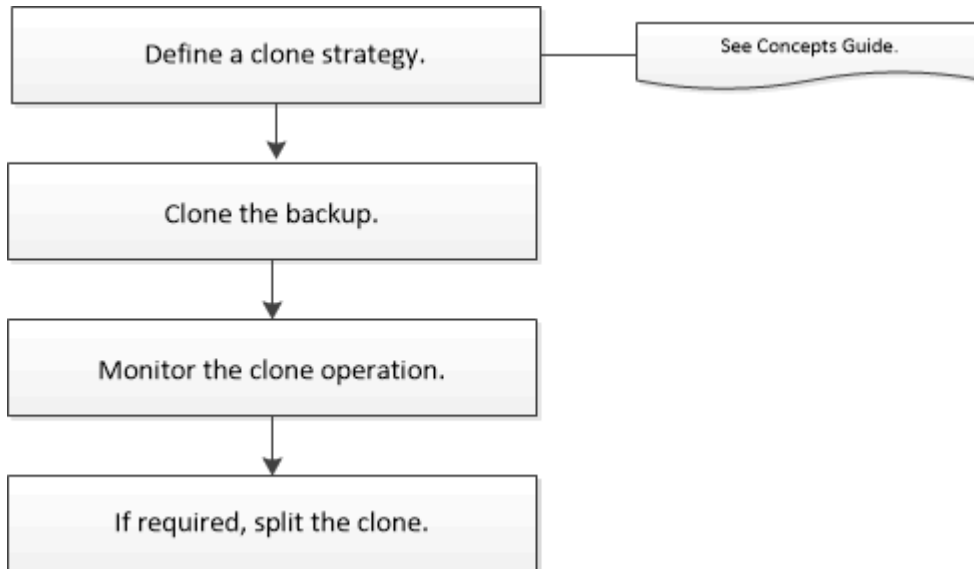 Define a clone strategy.
See Concepts Guide.
Clone the backup.
Monitor the clone operation.
If required, split the clone.